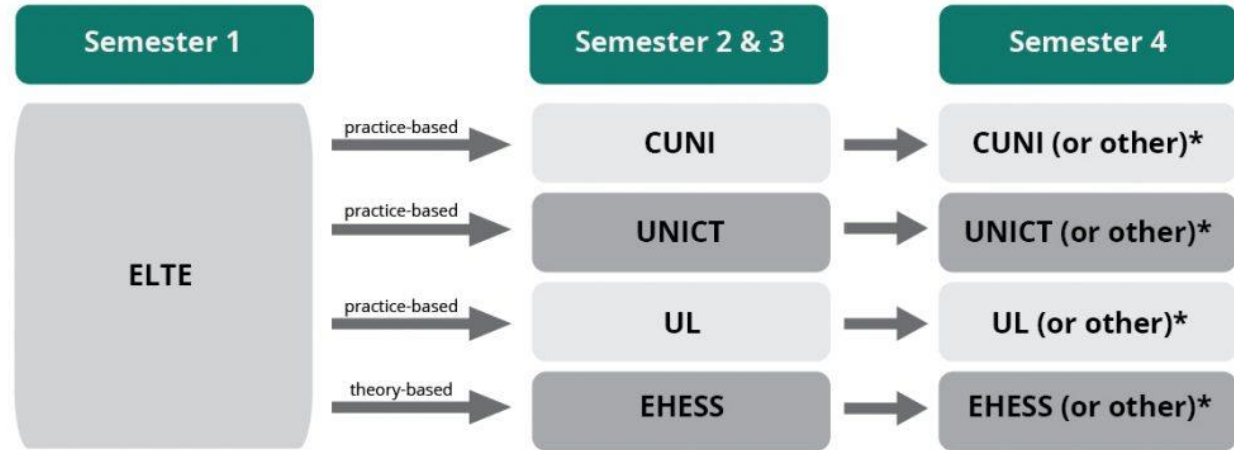 Semester 1
Semester 2 & 3
Semester 4
ELTE
practice-based
CUNI
CUNI (or other)*
practice-based
UNICT
UNICT (or other)*
practice-based
UL
UL (or other)*
theory-based
EHESS
EHESS (or other)*